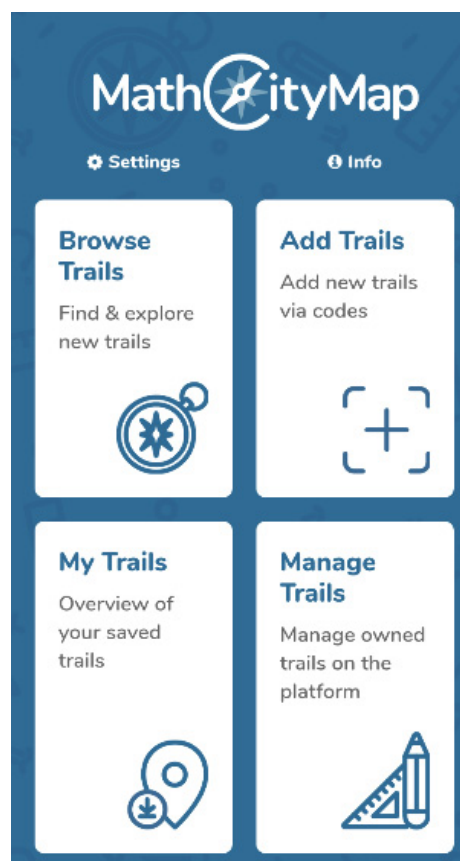 MathCityMap
Settings
Info
Browse
Trails
Find & explore
new trails
Add Trails
Add new trails
via codes
My Trails
Overview of
your saved
trails
Manage
Trails
Manage owned
trails on the
platform